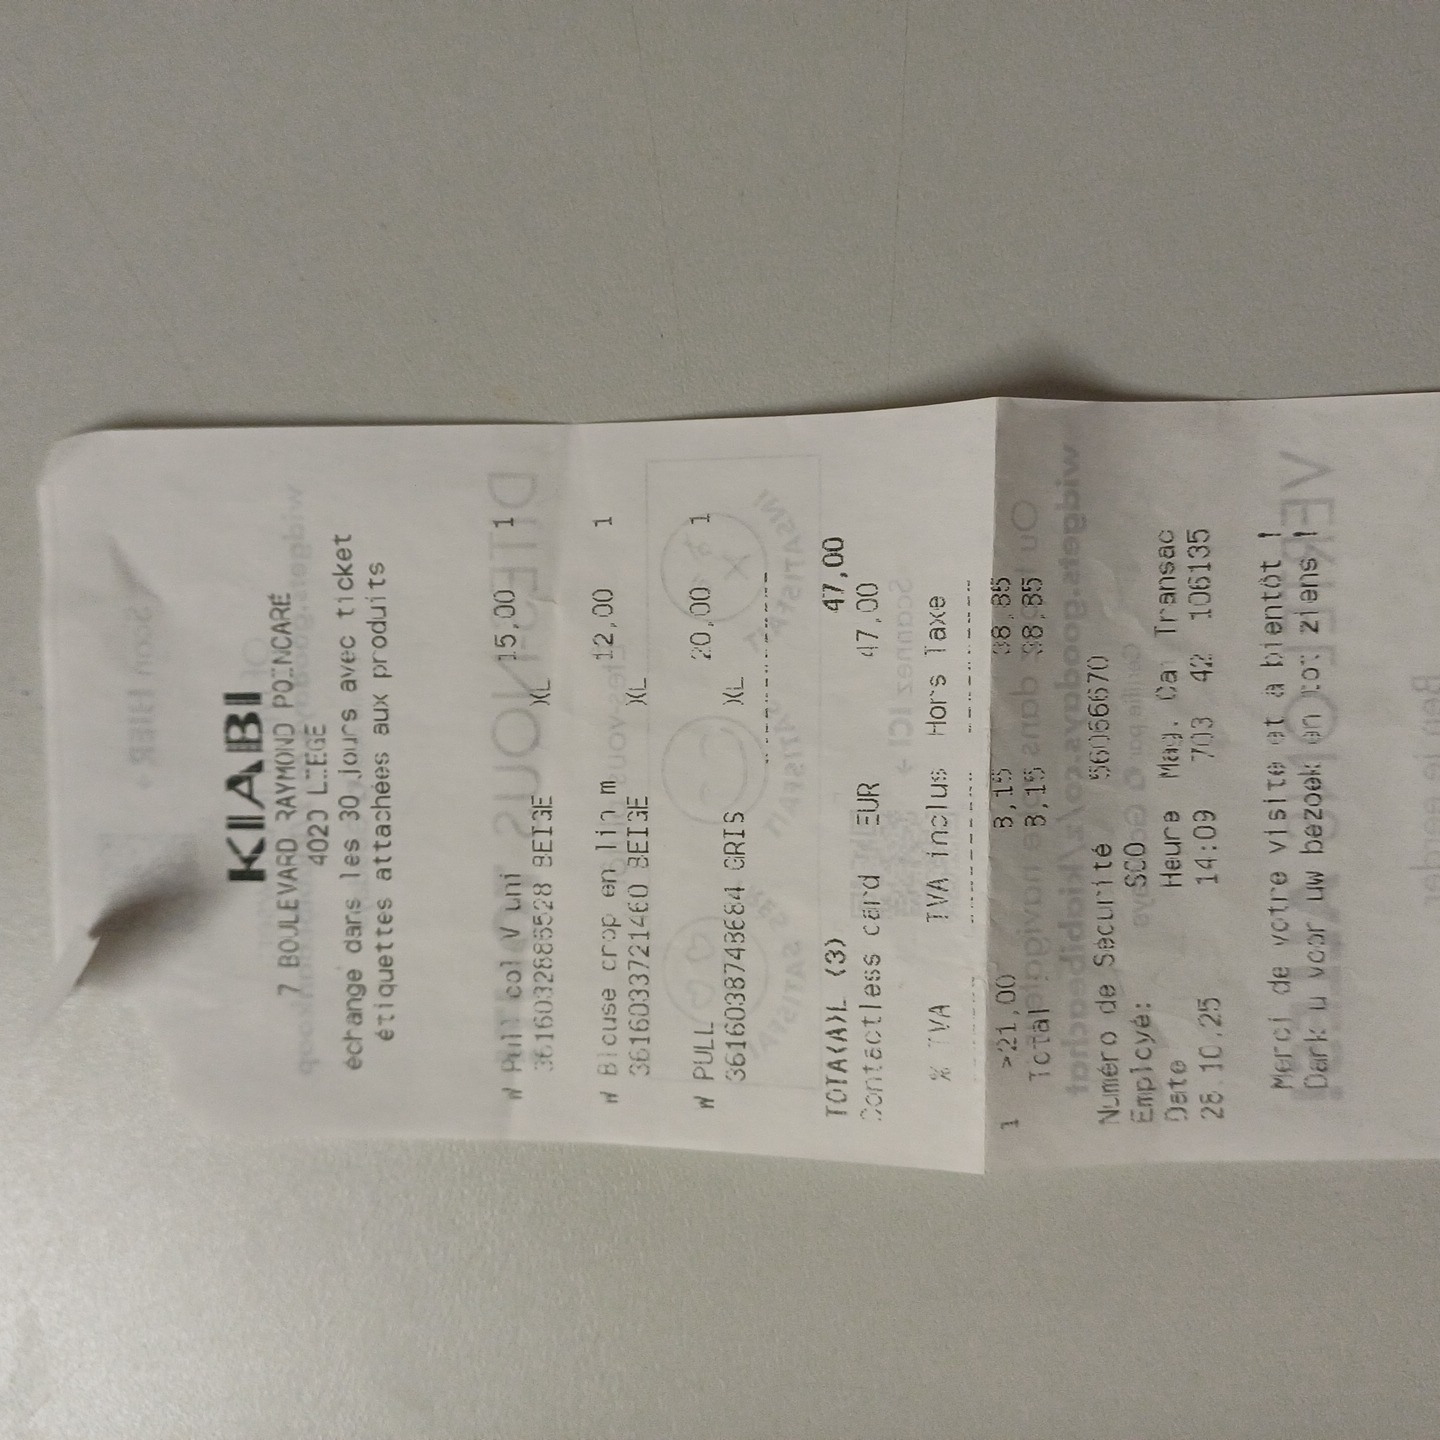 KIABI
7 BOULEVARD RAYMOND POINCARÉ
4020 LIEGE
échange dans les 30 jours avec ticket
étiquettes attachées aux produits
W Pull col V uni 15,00 1
3616032885528 BEIGE XL
W Blouse crop en lin m 12,00 1
3616033721460 BEIGE XL
W PULL 20,00 1
3616038748684 GRIS XL
TOTA(A)L (3) 47,00
Contactless card EUR 47,00
% TVA TVA inclus Hors Taxe
1 >21,00 8,15 38,85
Total 8,15 38,85
Numéro de Sécurité 56066670
Employé: SCO
Date Heure Mag. Cai Transac
28.10.25 14:09 703 42 106135
Merci de votre visite et à bientôt !
Dank u voor uw bezoek en tot ziens !